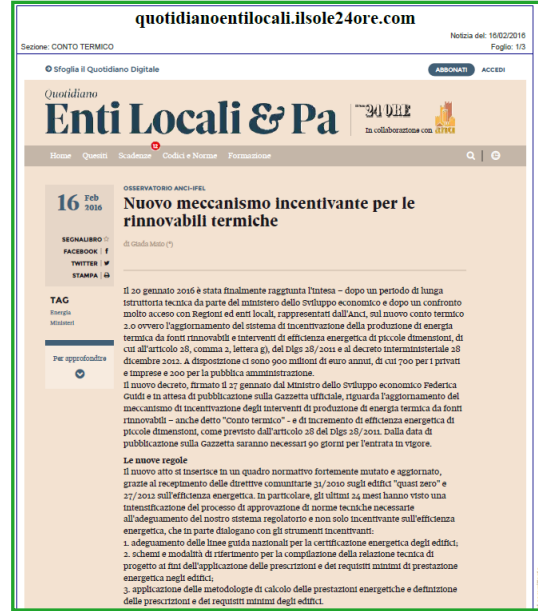 quotidianoentilocali.ilsole24ore.com
Notizia del: 16/02/2016
Sezione: CONTO TERMICO
Foglio: 1/3
Sfoglia il Quotidiano Digitale
ABBONATI ACCEDI
Quotidiano
Enti Locali & Pa
24 ORE
In collaborazione con
Home Quesiti Scadenze 12 Codici e Norme Formazione
16 Feb 2016
OSSERVATORIO ANCI-IFEL
Nuovo meccanismo incentivante per le
rinnovabili termiche
di Giada Maio (*)
SEGNALIBRO
FACEBOOK
TWITTER
STAMPA
TAG
Energia
Ministeri
Per approfondire
Il 20 gennaio 2016 è stata finalmente raggiunta l'intesa – dopo un periodo di lunga
istruttoria tecnica da parte del ministero dello Sviluppo economico e dopo un confronto
molto acceso con Regioni ed enti locali, rappresentati dall'Anci, sul nuovo conto termico
2.0 ovvero l'aggiornamento del sistema di incentivazione della produzione di energia
termica da fonti rinnovabili e interventi di efficienza energetica di piccole dimensioni, di
cui all'articolo 28, comma 2, lettera g), del Dlgs 28/2011 e al decreto interministeriale 28
dicembre 2012. A disposizione ci sono 900 milioni di euro annui, di cui 700 per i privati
e imprese e 200 per la pubblica amministrazione.
Il nuovo decreto, firmato il 27 gennaio dal Ministro dello Sviluppo economico Federica
Guidi e in attesa di pubblicazione sulla Gazzetta ufficiale, riguarda l'aggiornamento del
meccanismo di incentivazione degli interventi di produzione di energia termica da fonti
rinnovabili – anche detto "Conto termico" - e di incremento di efficienza energetica di
piccole dimensioni, come previsto dall'articolo 28 del Dlgs 28/2011. Dalla data di
pubblicazione sulla Gazzetta saranno necessari 90 giorni per l'entrata in vigore.
Le nuove regole
Il nuovo atto si inserisce in un quadro normativo fortemente mutato e aggiornato,
grazie al recepimento delle direttive comunitarie 31/2010 sugli edifici "quasi zero" e
27/2012 sull'efficienza energetica. In particolare, gli ultimi 24 mesi hanno visto una
intensificazione del processo di approvazione di norme tecniche necessarie
all'adeguamento del nostro sistema regolatorio e non solo incentivante sull'efficienza
energetica, che in parte dialogano con gli strumenti incentivanti:
1. adeguamento delle linee guida nazionali per la certificazione energetica degli edifici;
2. schemi e modalità di riferimento per la compilazione della relazione tecnica di
progetto ai fini dell'applicazione delle prescrizioni e dei requisiti minimi di prestazione
energetica negli edifici;
3. applicazione delle metodologie di calcolo delle prestazioni energetiche e definizione
delle prescrizioni e dei requisiti minimi degli edifici.